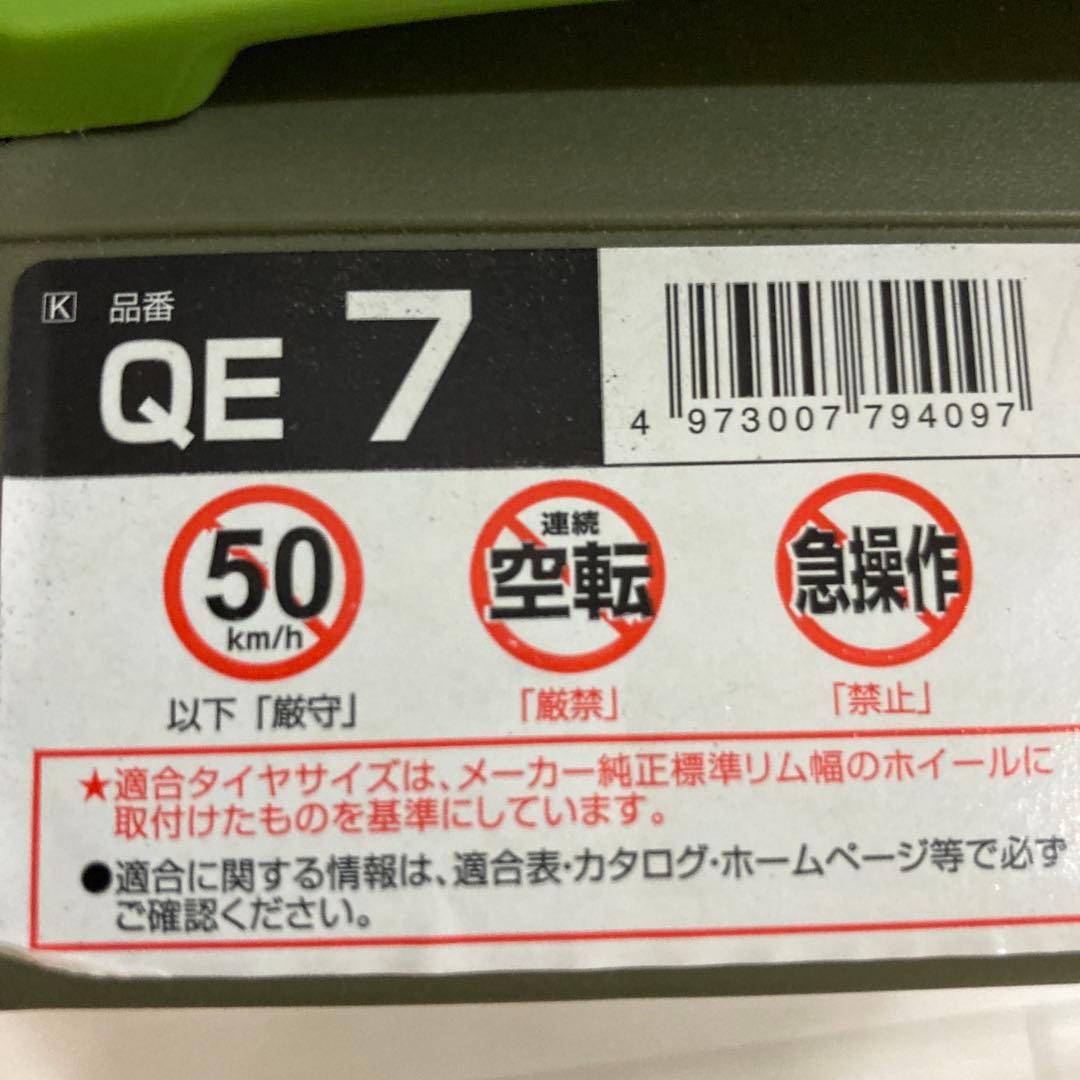 K 品番
QE 7
4 973007 794097
50
km/h
以下「厳守」
連続
空転
「厳禁」
急操作
「禁止」
★適合タイヤサイズは、メーカー純正標準リム幅のホイールに
取付けたものを基準にしています。
●適合に関する情報は、適合表・カタログ・ホームページ等で必ず
ご確認ください。